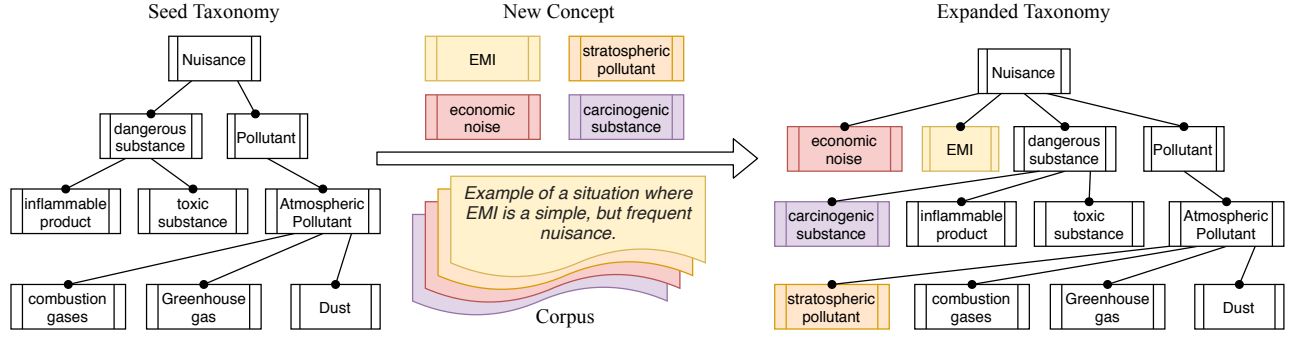 Seed Taxonomy
Nuisance
dangerous
substance
Pollutant
inflammable
product
toxic
substance
Atmospheric
Pollutant
combustion
gases
Greenhouse
gas
Dust
New Concept
EMI
stratospheric
pollutant
economic
noise
carcinogenic
substance
Example of a situation where
EMI is a simple, but frequent
nuisance.
Corpus
Expanded Taxonomy
Nuisance
economic
noise
EMI
dangerous
substance
Pollutant
carcinogenic
substance
inflammable
product
toxic
substance
Atmospheric
Pollutant
stratospheric
pollutant
combustion
gases
Greenhouse
gas
Dust